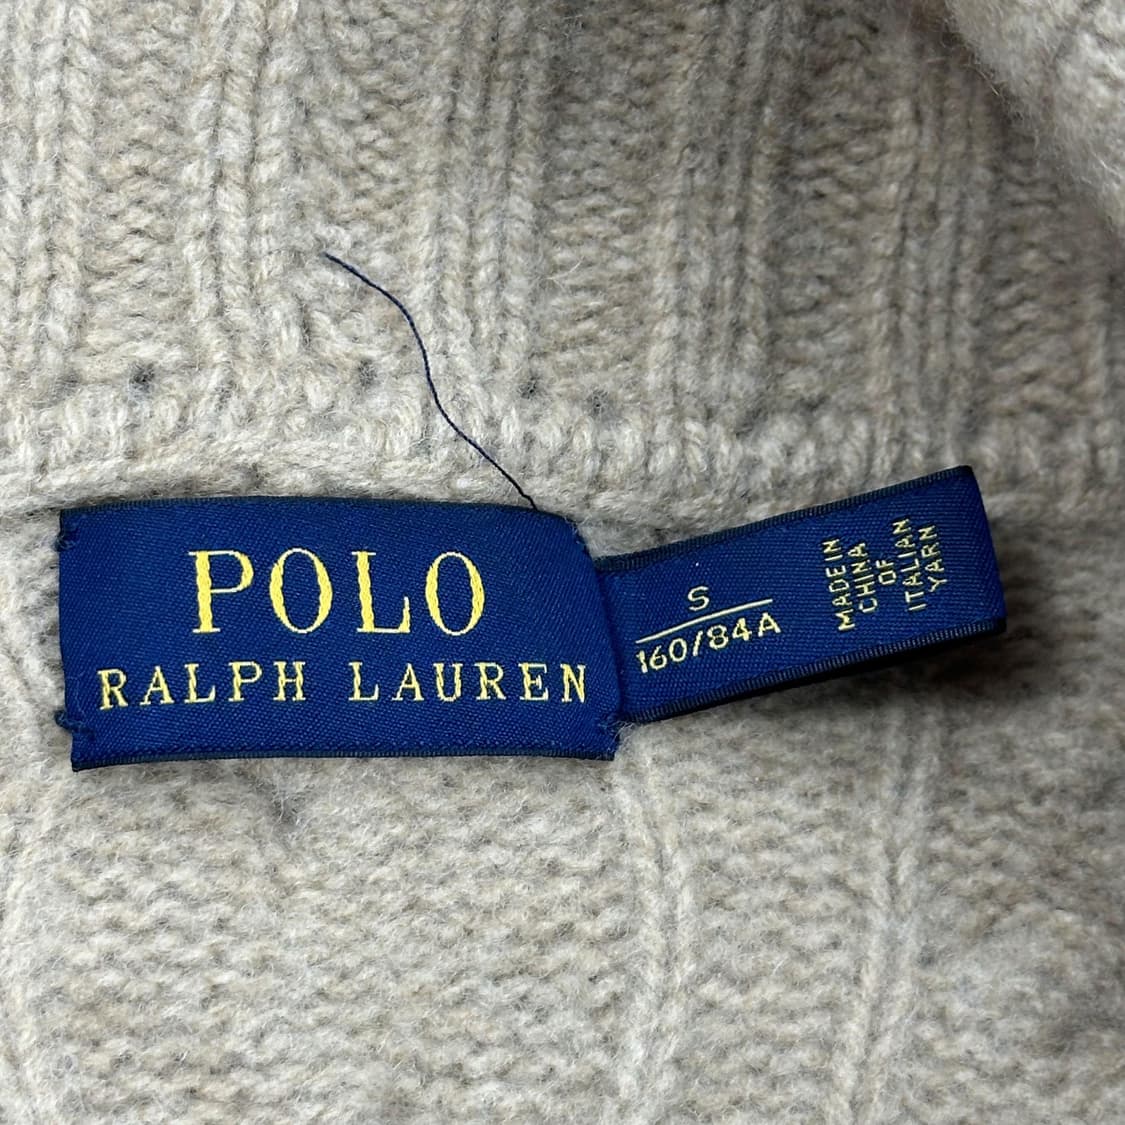 POLO
RALPH LAUREN
S
160/84A
MADE IN
CHINA
OF
ITALIAN
YARN